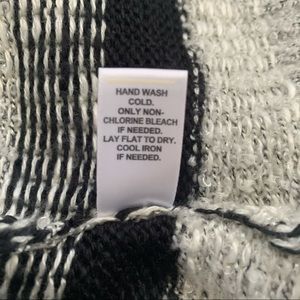 HAND WASH
COLD.
ONLY NON-
CHLORINE BLEACH
IF NEEDED.
LAY FLAT TO DRY.
COOL IRON
IF NEEDED.